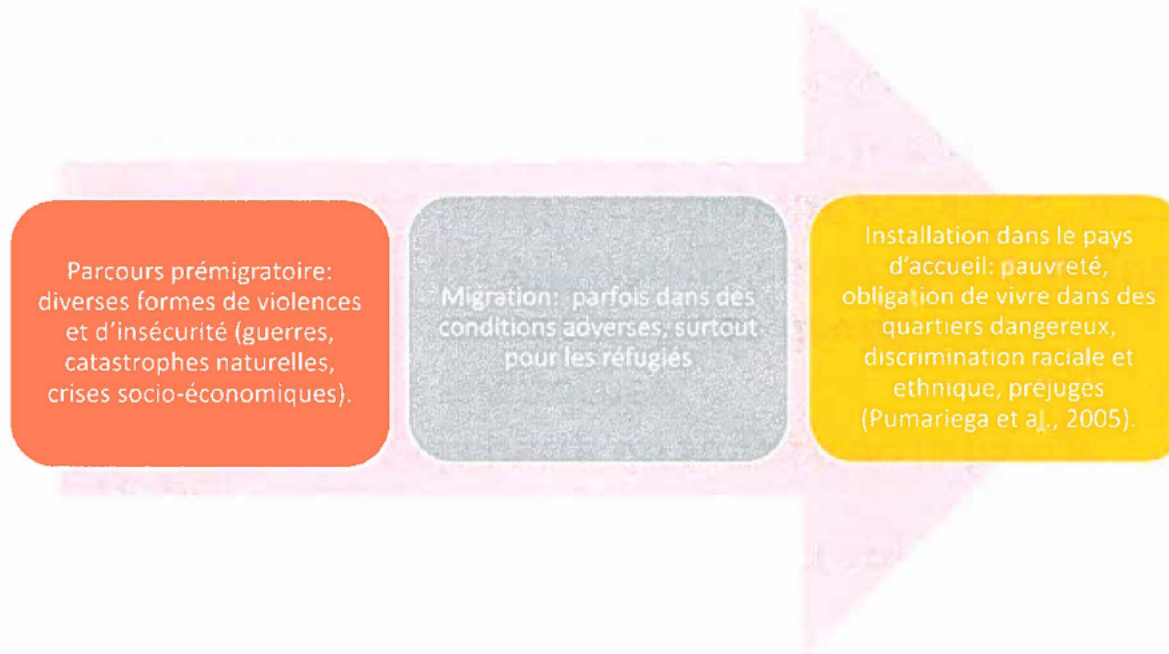 Parcours prémigratoire:
diverses formes de violences
et d'insécurité (guerres,
catastrophes naturelles,
crises socio-économiques).
Migration: parfois dans des
conditions adverses, surtout
pour les réfugiés
Installation dans le pays
d'accueil: pauvreté,
obligation de vivre dans des
quartiers dangereux,
discrimination raciale et
ethnique, préjugés
(Pumariega et al., 2005).